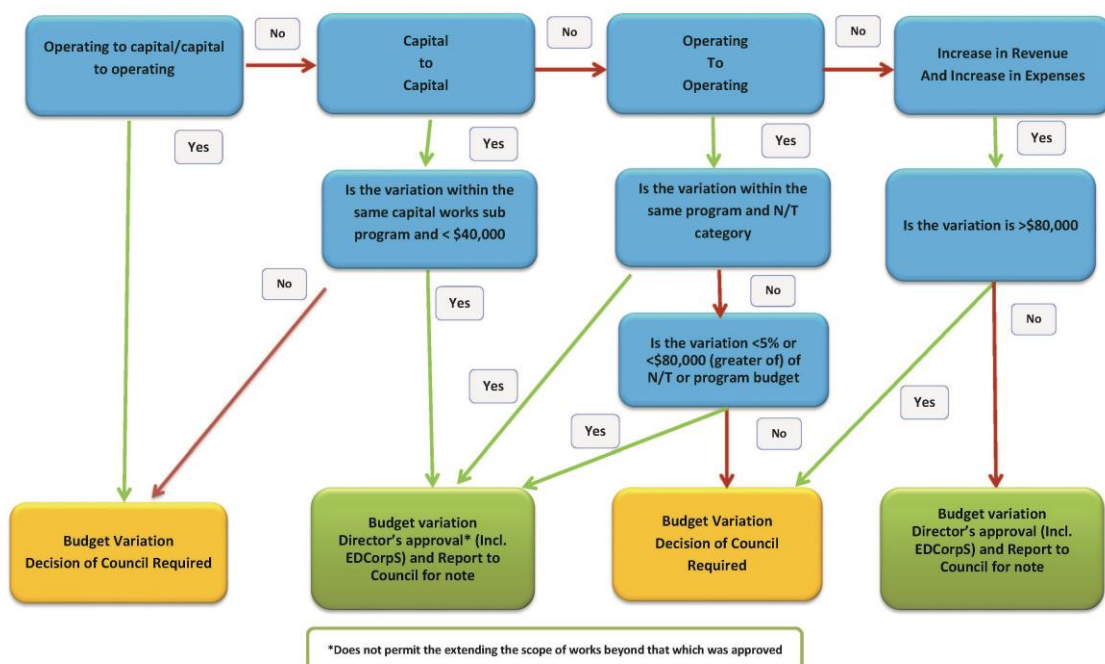 Operating to capital/capital
to operating
No
Capital
to
Capital
No
Operating
To
Operating
No
Increase in Revenue
And Increase in Expenses
Yes
Yes
Yes
Yes
Is the variation within the
same capital works sub
program and < $40,000
Is the variation within the
same program and N/T
category
Is the variation is >$80,000
No
Yes
No
No
Is the variation <5% or
<$80,000 (greater of) of
N/T or program budget
Yes
Yes
Yes
No
Budget Variation
Decision of Council Required
Budget variation
Director's approval* (Incl.
EDCorpS) and Report to
Council for note
Budget Variation
Decision of Council
Required
Budget variation
Director's approval (Incl.
EDCorpS) and Report to
Council for note
*Does not permit the extending the scope of works beyond that which was approved